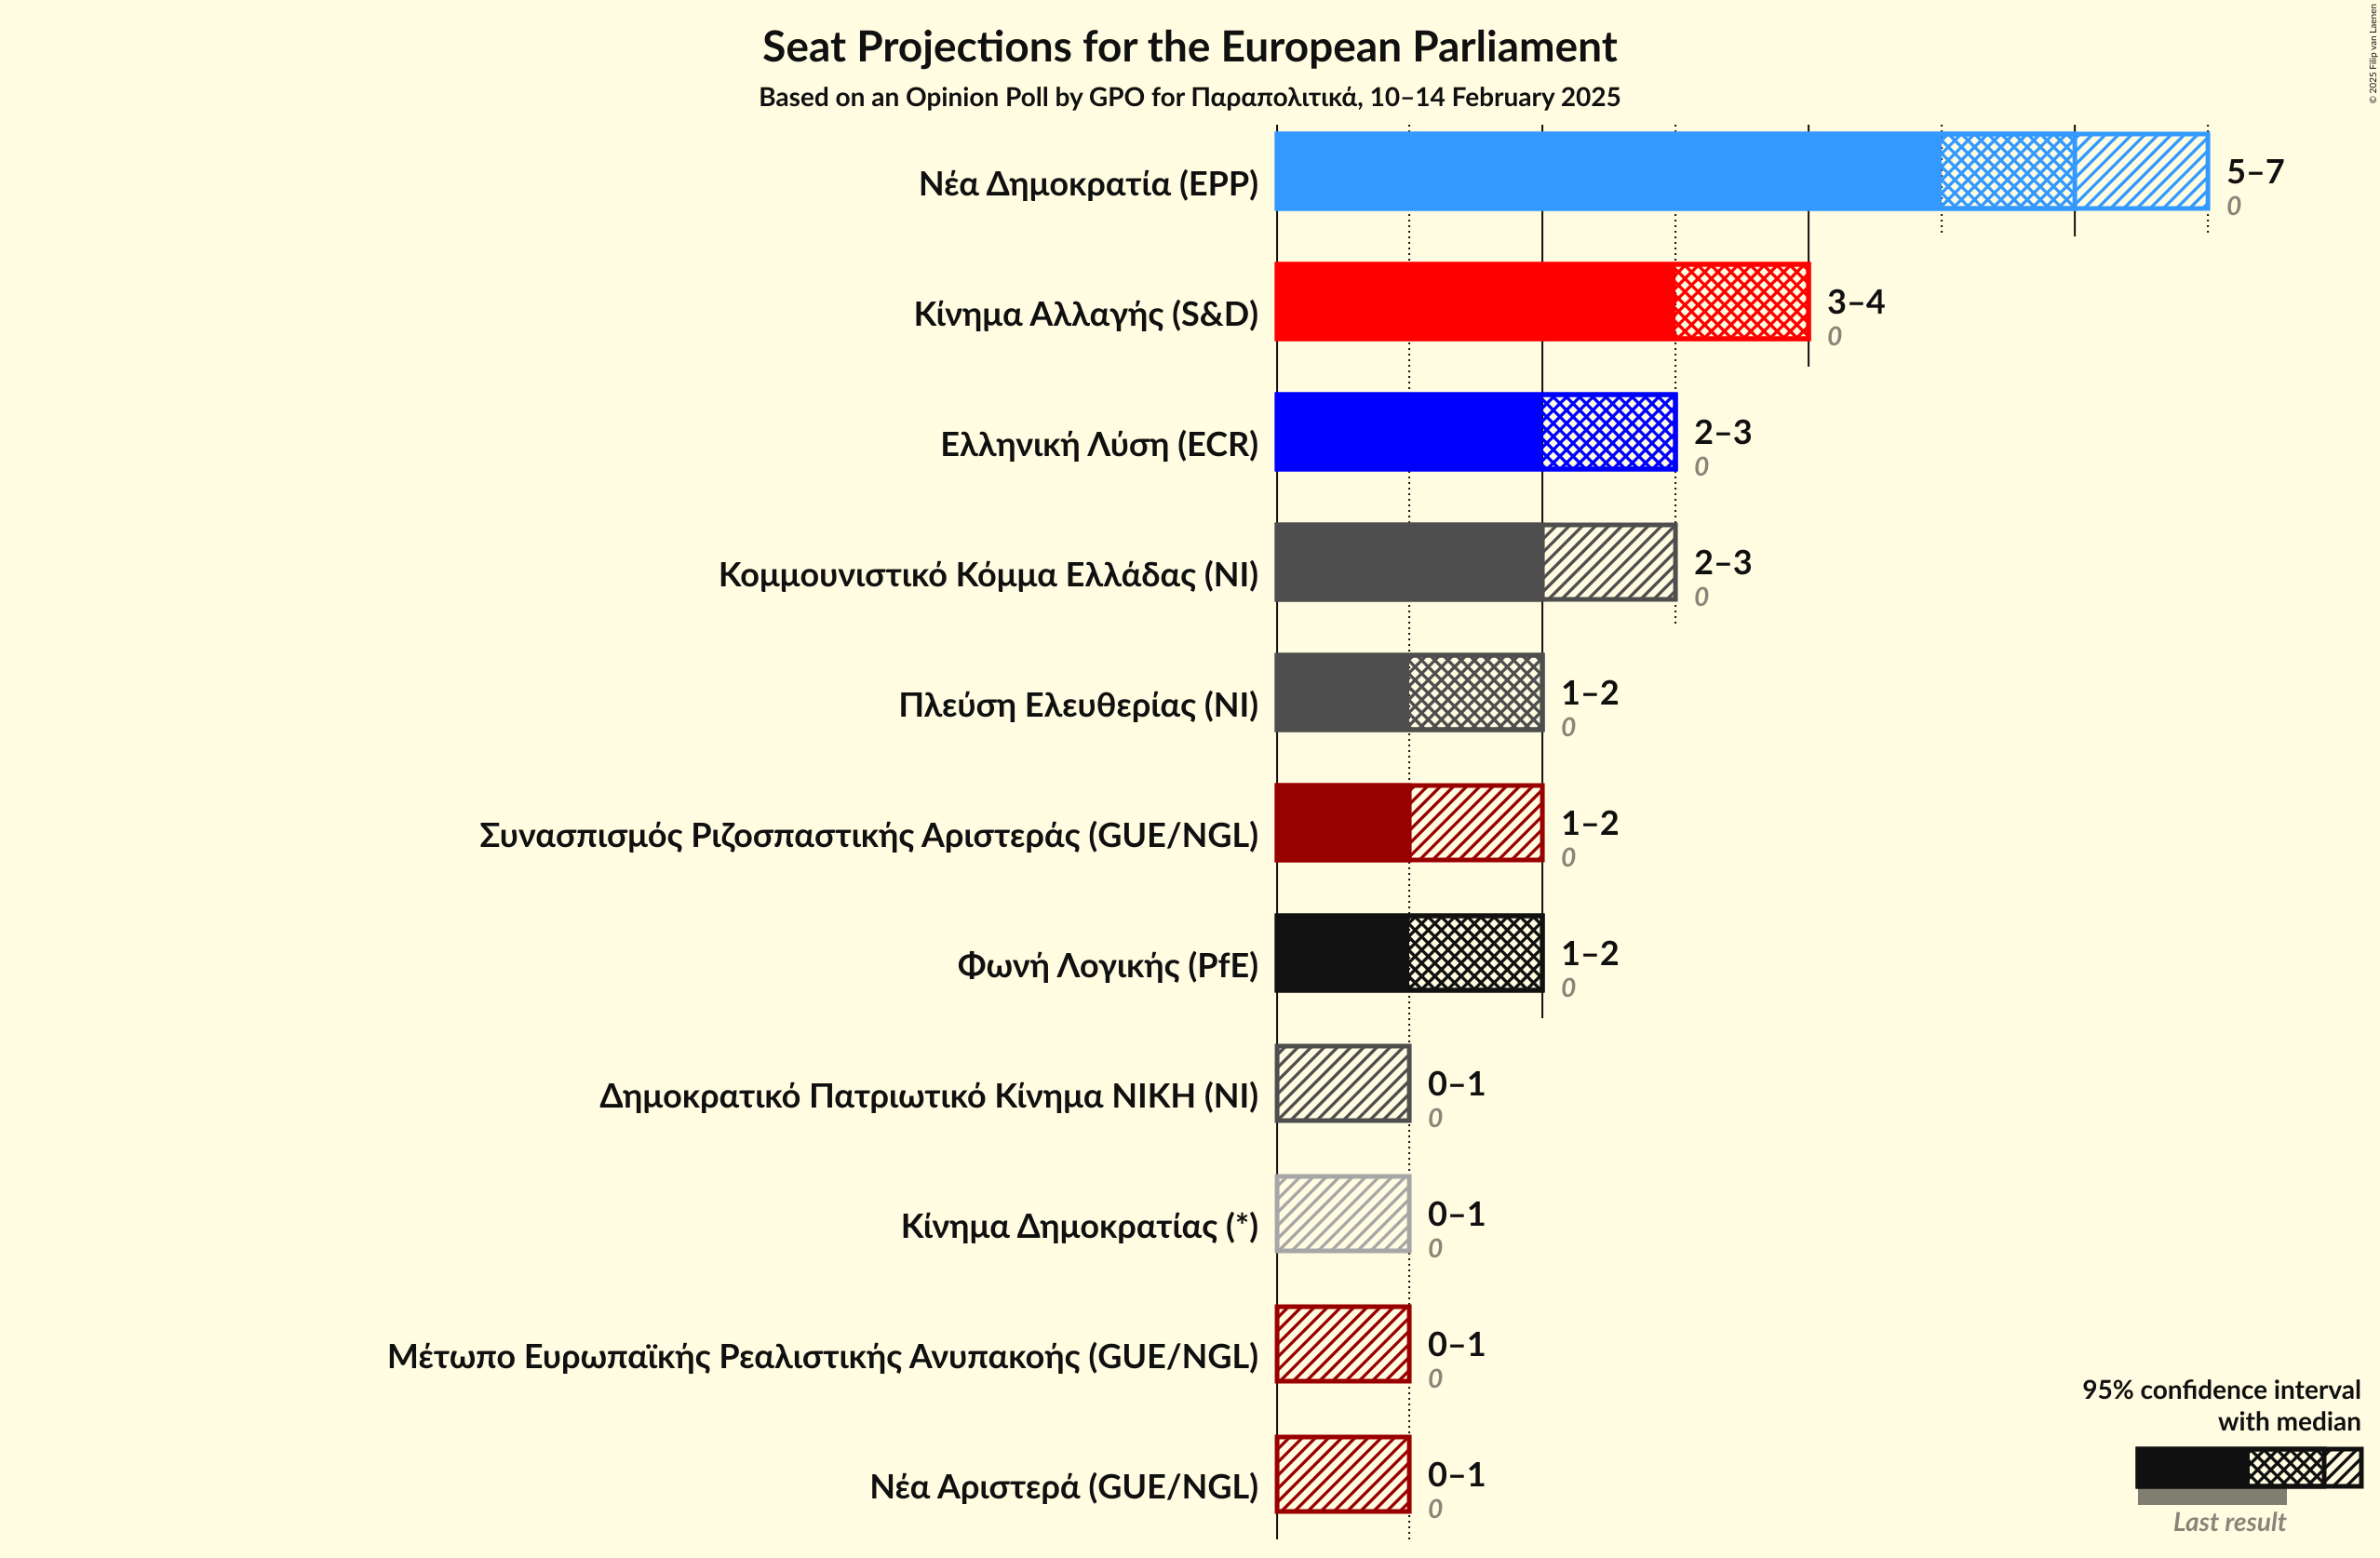 Seat Projections for the European Parliament
Based on an Opinion Poll by GPO for Παραπολιτικά, 10–14 February 2025
© 2025 Filip van Laenen
Νέα Δημοκρατία (EPP)
5–7
0
Κίνημα Αλλαγής (S&D)
3–4
0
Ελληνική Λύση (ECR)
2–3
0
Κομμουνιστικό Κόμμα Ελλάδας (NI)
2–3
0
Πλεύση Ελευθερίας (NI)
1–2
0
Συνασπισμός Ριζοσπαστικής Αριστεράς (GUE/NGL)
1–2
0
Φωνή Λογικής (PfE)
1–2
0
Δημοκρατικό Πατριωτικό Κίνημα ΝΙΚΗ (NI)
0–1
0
Κίνημα Δημοκρατίας (*)
0–1
0
Μέτωπο Ευρωπαϊκής Ρεαλιστικής Ανυπακοής (GUE/NGL)
0–1
0
Νέα Αριστερά (GUE/NGL)
0–1
0
95% confidence interval
with median
Last result